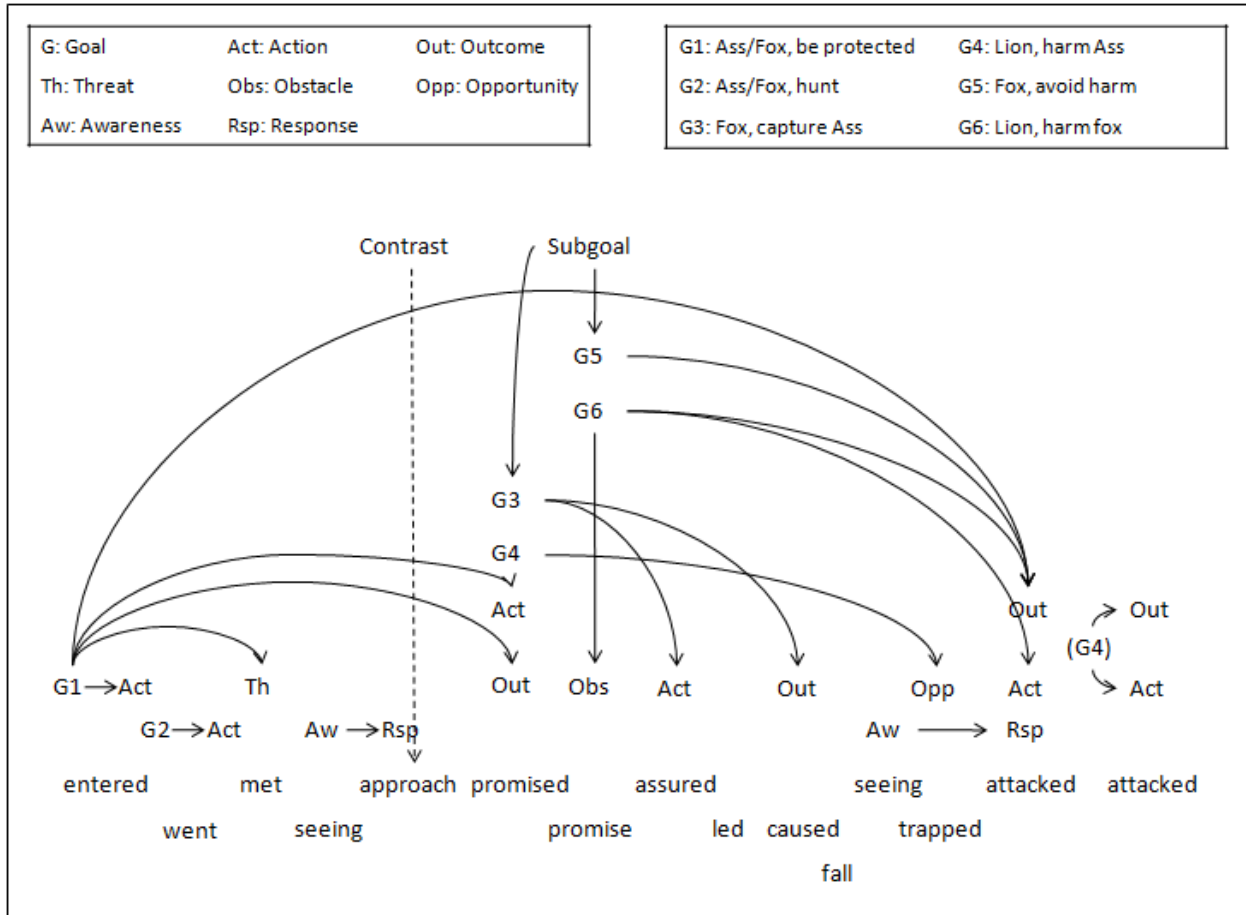 G: Goal Act: Action Out: Outcome
Th: Threat Obs: Obstacle Opp: Opportunity
Aw: Awareness Rsp: Response
G1: Ass/Fox, be protected G4: Lion, harm Ass
G2: Ass/Fox, hunt G5: Fox, avoid harm
G3: Fox, capture Ass G6: Lion, harm fox
Contrast Subgoal
G5
G6
G3
G4
Act Out Out
(G4)
G1 Act Th Out Obs Act Out Opp Act Act
G2 Act Aw Rsp Aw Rsp
entered met approach promised assured seeing attacked attacked
went seeing promise led caused trapped
fall